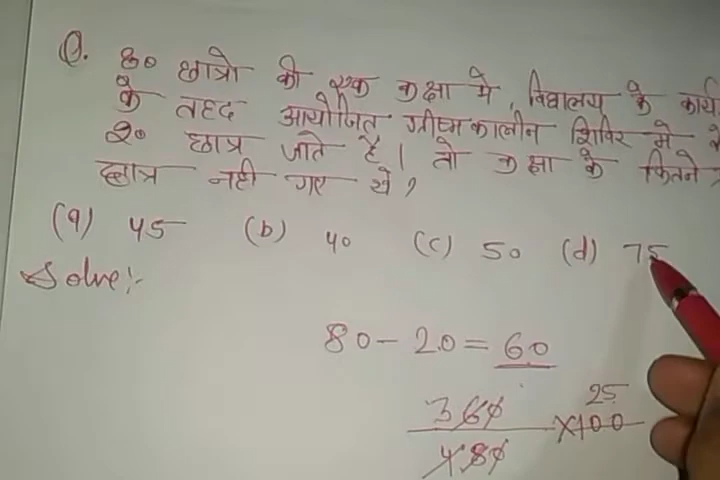 Q. 80 छात्रो की एक कक्षा मे, विद्यालय के कार्य
के तहद आयोजित ग्रीष्मकालीन शिविर मे के
20 छात्र जाते है। तो कक्षा के कितने
छात्र नही गए थे?
(a) 45 (b) 40 (c) 50 (d) 75
Solve:-
80-20=60
25
360
×100
480